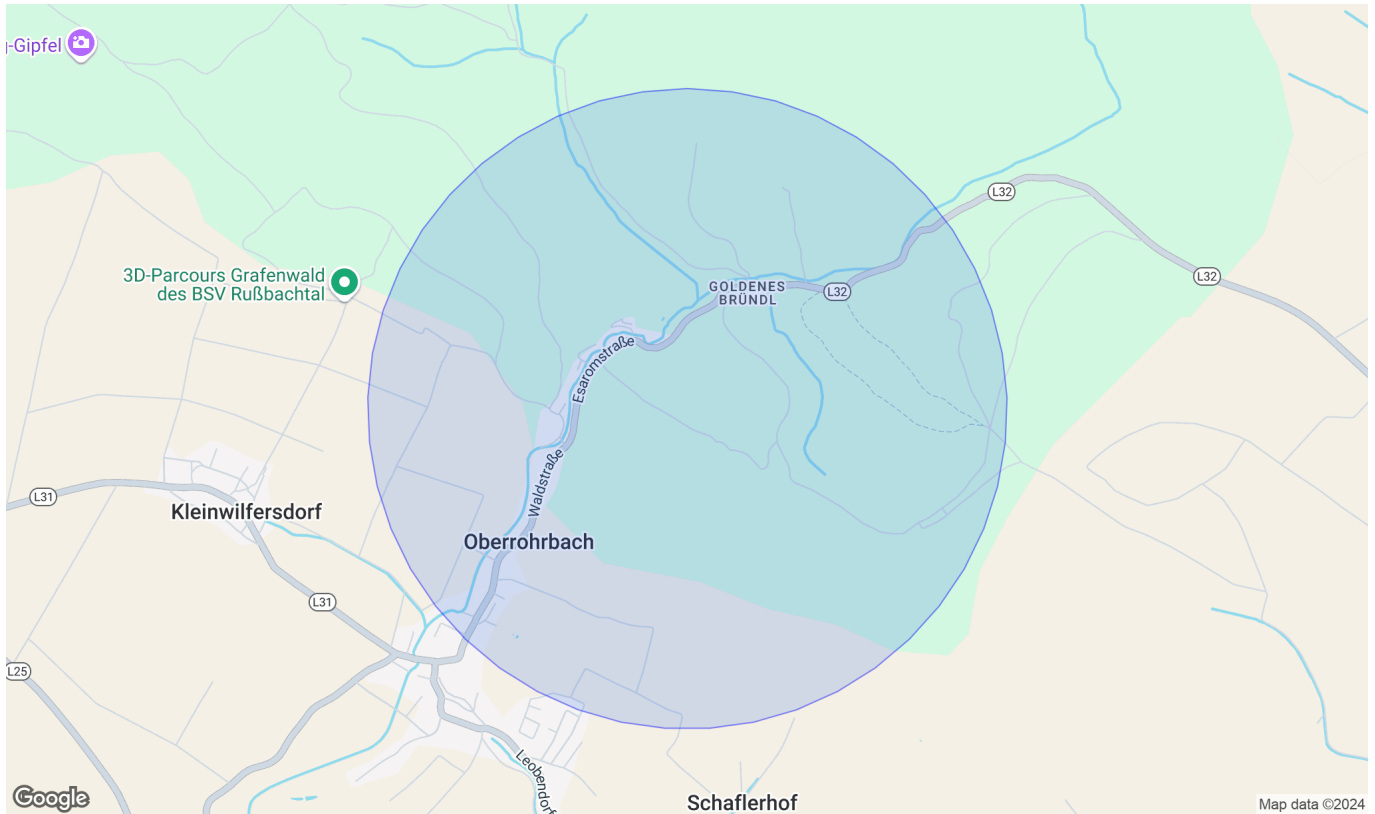 -Gipfel
L32
L32
3D-Parcours Grafenwald
des BSV Rußbachtal
GOLDENES
BRÜNDL
L32
Esaromstraße
Waldstraße
L31
Kleinwilfersdorf
Oberrohrbach
L31
L25
Leobendorf
Schaflerhof
Google
Map data ©2024